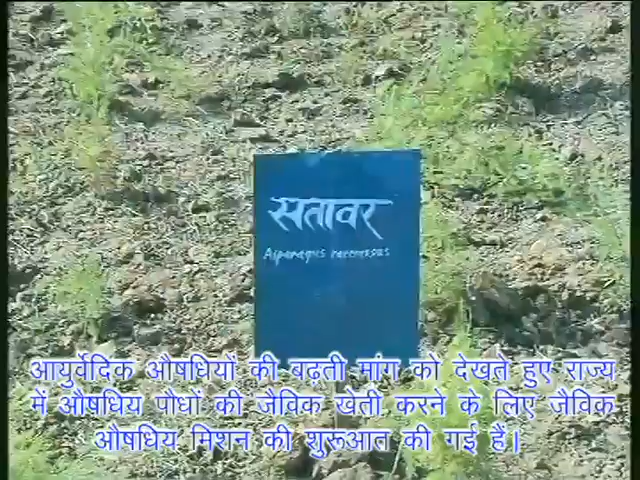 सतावर
Asparagus racemosus
आयुर्वेदिक औषधियों की बढ़ती मांग को देखते हुए राज्य
में औषधिय पौधों की जैविक खेती करने के लिए जैविक
औषधिय मिशन की शुरूआत की गई है।